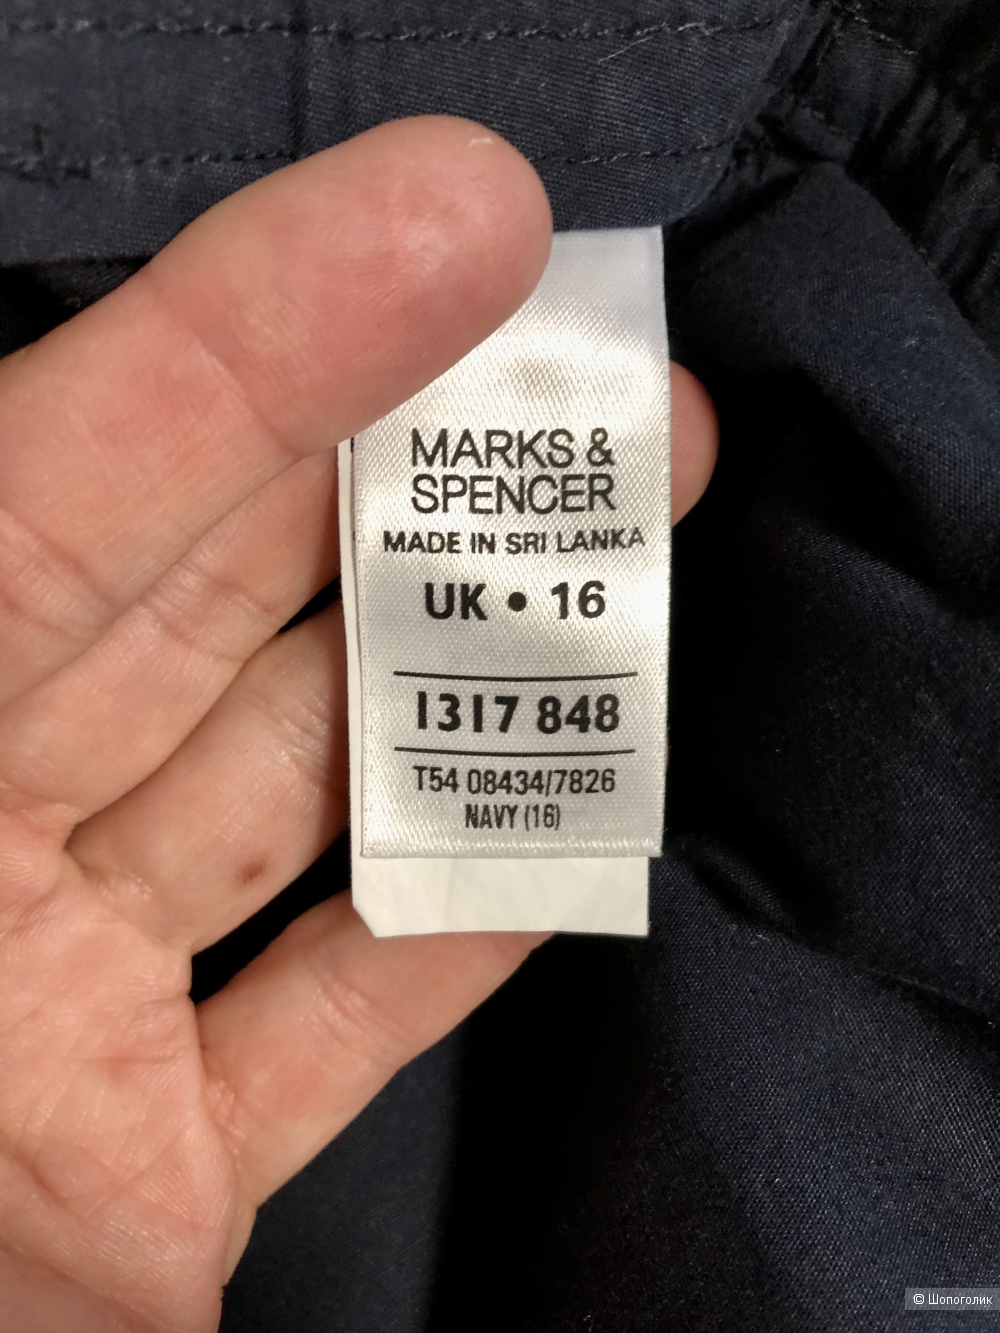 MARKS &
SPENCER
MADE IN SRI LANKA
UK • 16
1317 848
T54 08434/7826
NAVY (16)
© Шопоголик